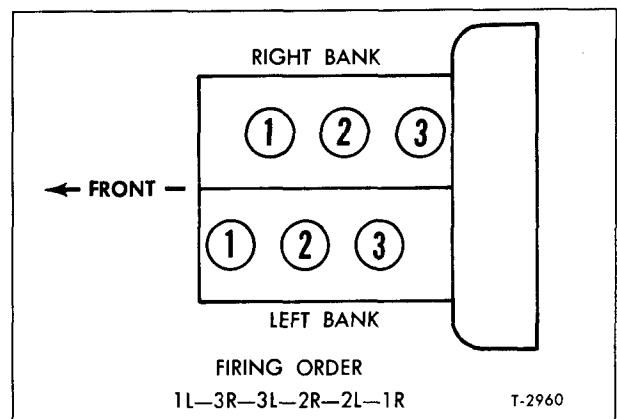 RIGHT BANK
1 2 3
← FRONT –
1 2 3
LEFT BANK
FIRING ORDER
1L—3R—3L—2R—2L—1R
T-2960